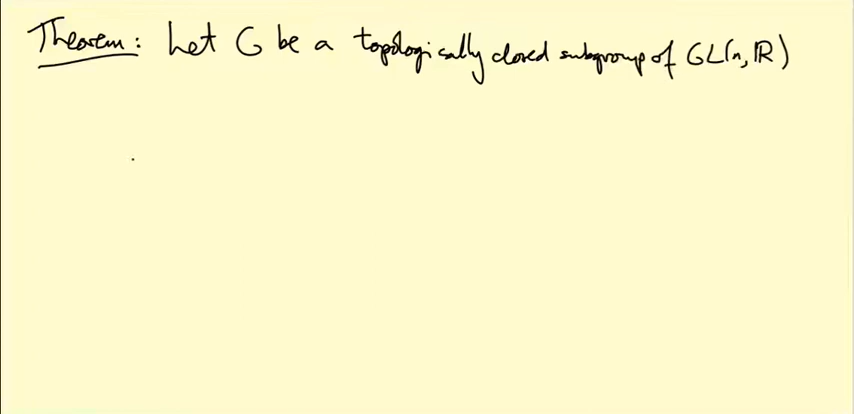 Theorem: Let G be a topologically closed subgroup of GL(n, ℝ)